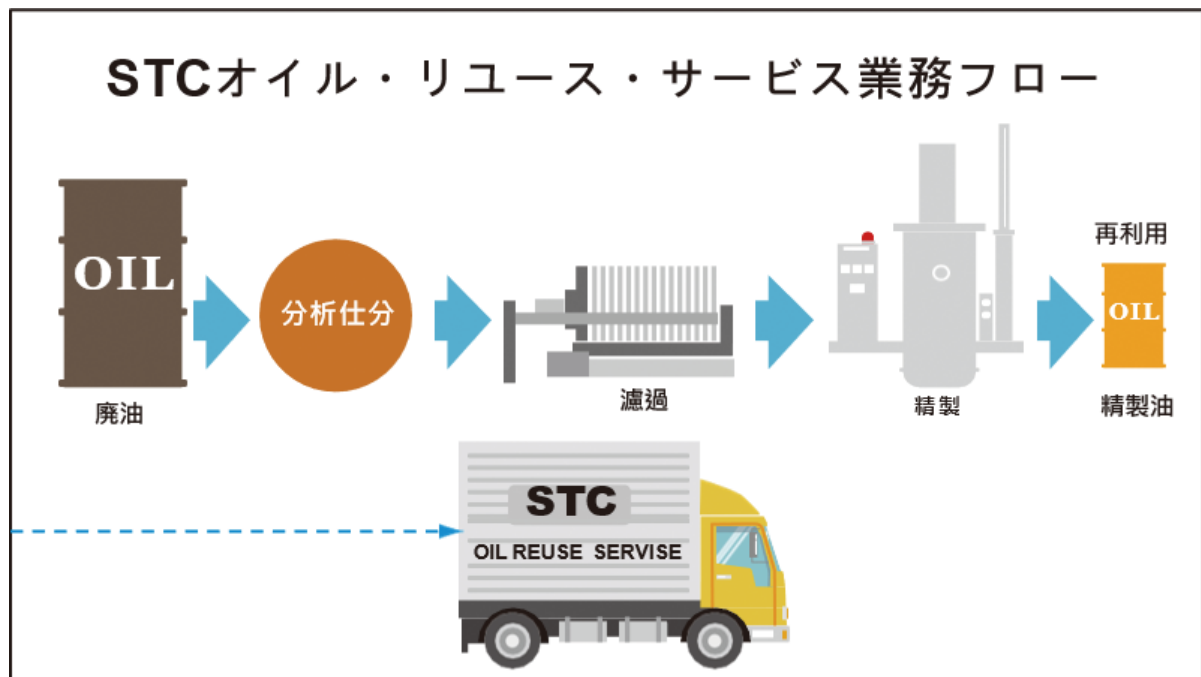 STCオイル・リユース・サービス業務フロー
OIL
廃油
分析仕分
濾過
精製
再利用
OIL
精製油
STC
OIL REUSE SERVISE